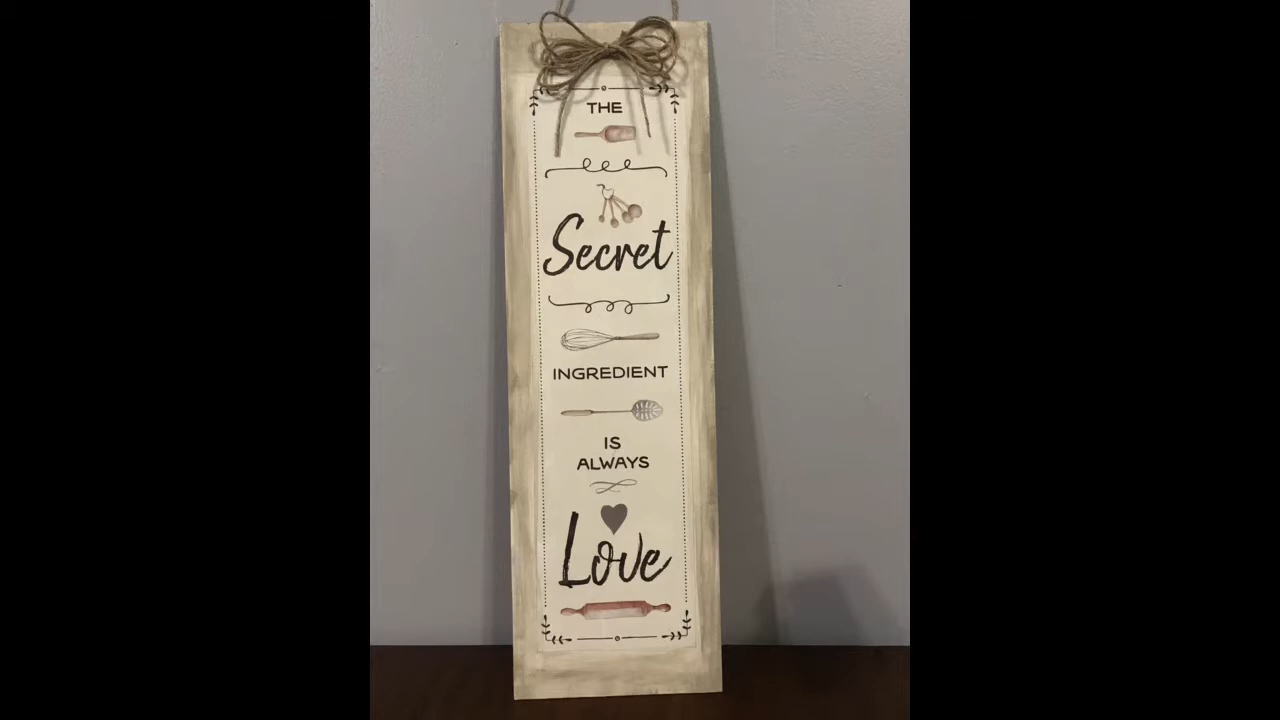 THE
Secret
INGREDIENT
IS
ALWAYS
Love